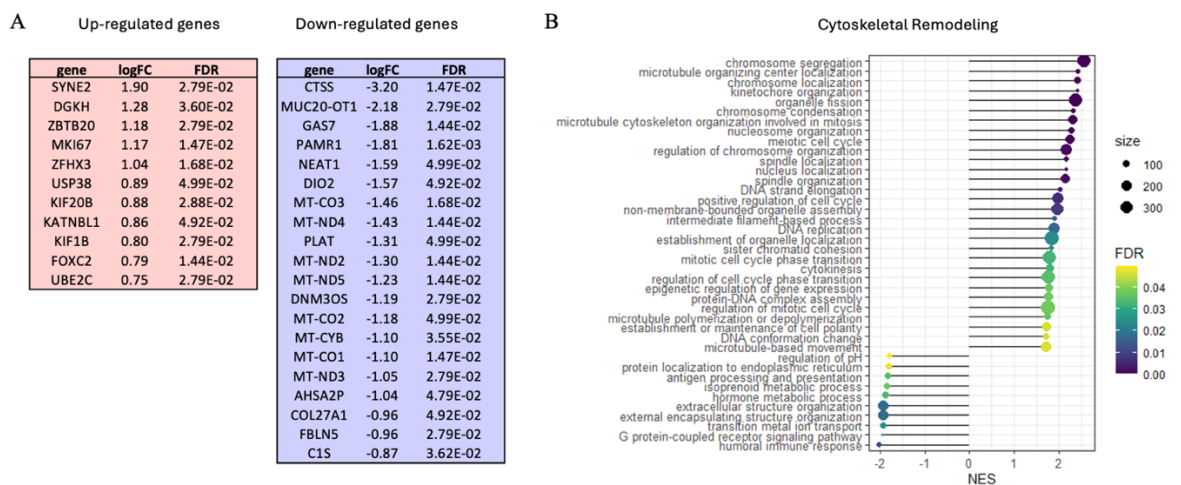 A
Up-regulated genes
Down-regulated genes
gene logFC FDR
SYNE2 1.90 2.79E-02
DGKH 1.28 3.60E-02
ZBTB20 1.18 2.79E-02
MKI67 1.17 1.47E-02
ZFHX3 1.04 1.68E-02
USP38 0.89 4.99E-02
KIF20B 0.88 2.88E-02
KATNBL1 0.86 4.92E-02
KIF1B 0.80 2.79E-02
FOXC2 0.79 1.44E-02
UBE2C 0.75 2.79E-02
gene logFC FDR
CTSS -3.20 1.47E-02
MUC20-OT1 -2.18 2.79E-02
GAS7 -1.88 1.44E-02
PAMR1 -1.81 1.62E-03
NEAT1 -1.59 4.99E-02
DIO2 -1.57 4.92E-02
MT-CO3 -1.46 1.68E-02
MT-ND4 -1.43 1.44E-02
PLAT -1.31 4.99E-02
MT-ND2 -1.30 1.44E-02
MT-ND5 -1.23 1.44E-02
DNM3OS -1.19 2.79E-02
MT-CO2 -1.18 4.99E-02
MT-CYB -1.10 3.55E-02
MT-CO1 -1.10 1.47E-02
MT-ND3 -1.05 2.79E-02
AHSA2P -1.04 4.79E-02
COL27A1 -0.96 4.92E-02
FBLN5 -0.96 2.79E-02
C1S -0.87 3.62E-02
B
Cytoskeletal Remodeling
chromosome segregation
microtubule organizing center localization
chromosome localization
kinetochore organization
organelle fission
chromosome condensation
microtubule cytoskeleton organization involved in mitosis
nucleosome organization
meiotic cell cycle
regulation of chromosome organization
spindle localization
nucleus localization
spindle organization
DNA strand elongation
positive regulation of cell cycle
non-membrane-bounded organelle assembly
intermediate filament-based process
DNA replication
establishment of organelle localization
sister chromatid cohesion
mitotic cell cycle phase transition
cytokinesis
regulation of cell cycle phase transition
epigenetic regulation of gene expression
protein-DNA complex assembly
regulation of mitotic cell cycle
microtubule polymerization or depolymerization
establishment or maintenance of cell polarity
DNA conformation change
microtubule-based movement
regulation of pH
protein localization to endoplasmic reticulum
antigen processing and presentation
isoprenoid metabolic process
hormone metabolic process
extracellular structure organization
external encapsulating structure organization
transition metal ion transport
G protein-coupled receptor signaling pathway
humoral immune response
-2 -1 0 1 2
NES
size
100
200
300
FDR
0.04
0.03
0.02
0.01
0.00